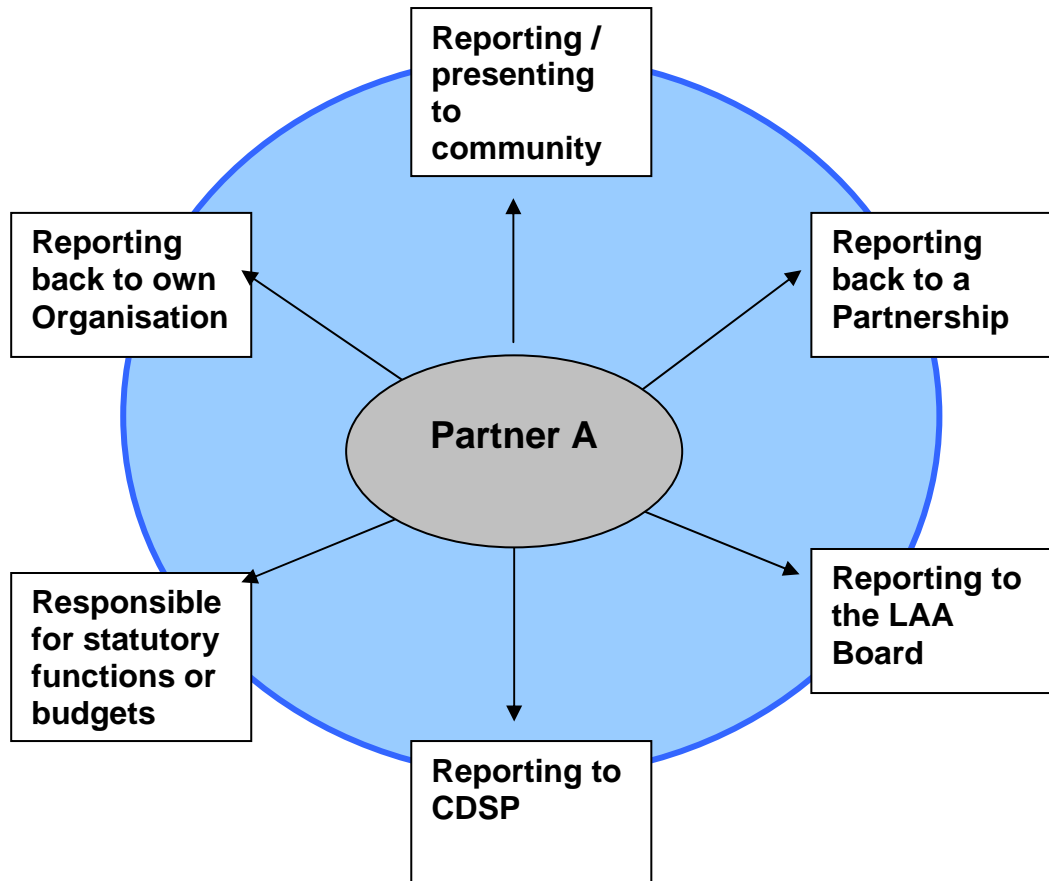 Reporting /
presenting
to
community
Reporting
back to own
Organisation
Reporting
back to a
Partnership
Partner A
Responsible
for statutory
functions or
budgets
Reporting to
the LAA
Board
Reporting to
CDSP